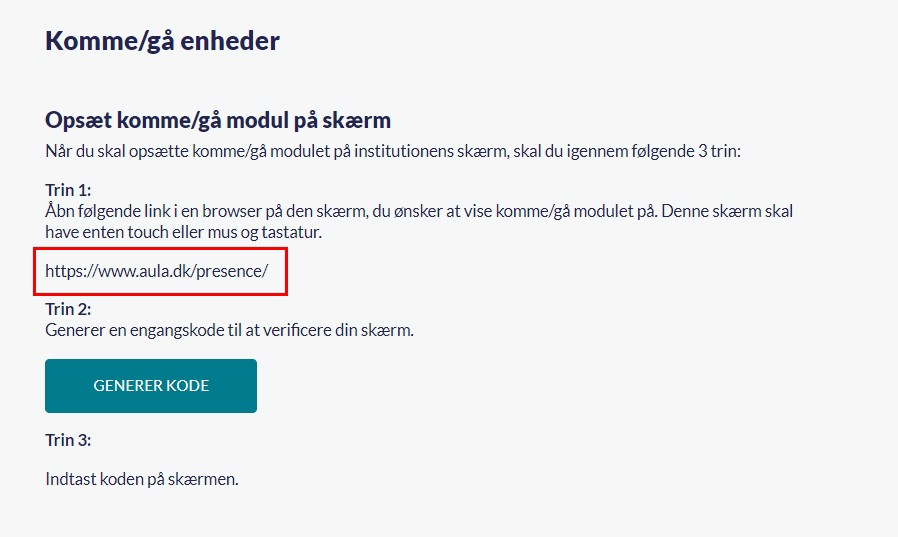 Komme/gå enheder
Opsæt komme/gå modul på skærm
Når du skal opsætte komme/gå modulet på institutionens skærm, skal du igennem følgende 3 trin:
Trin 1:
Åbn følgende link i en browser på den skærm, du ønsker at vise komme/gå modulet på. Denne skærm skal
have enten touch eller mus og tastatur.
https://www.aula.dk/presence/
Trin 2:
Generer en engangskode til at verificere din skærm.
GENERER KODE
Trin 3:
Indtast koden på skærmen.